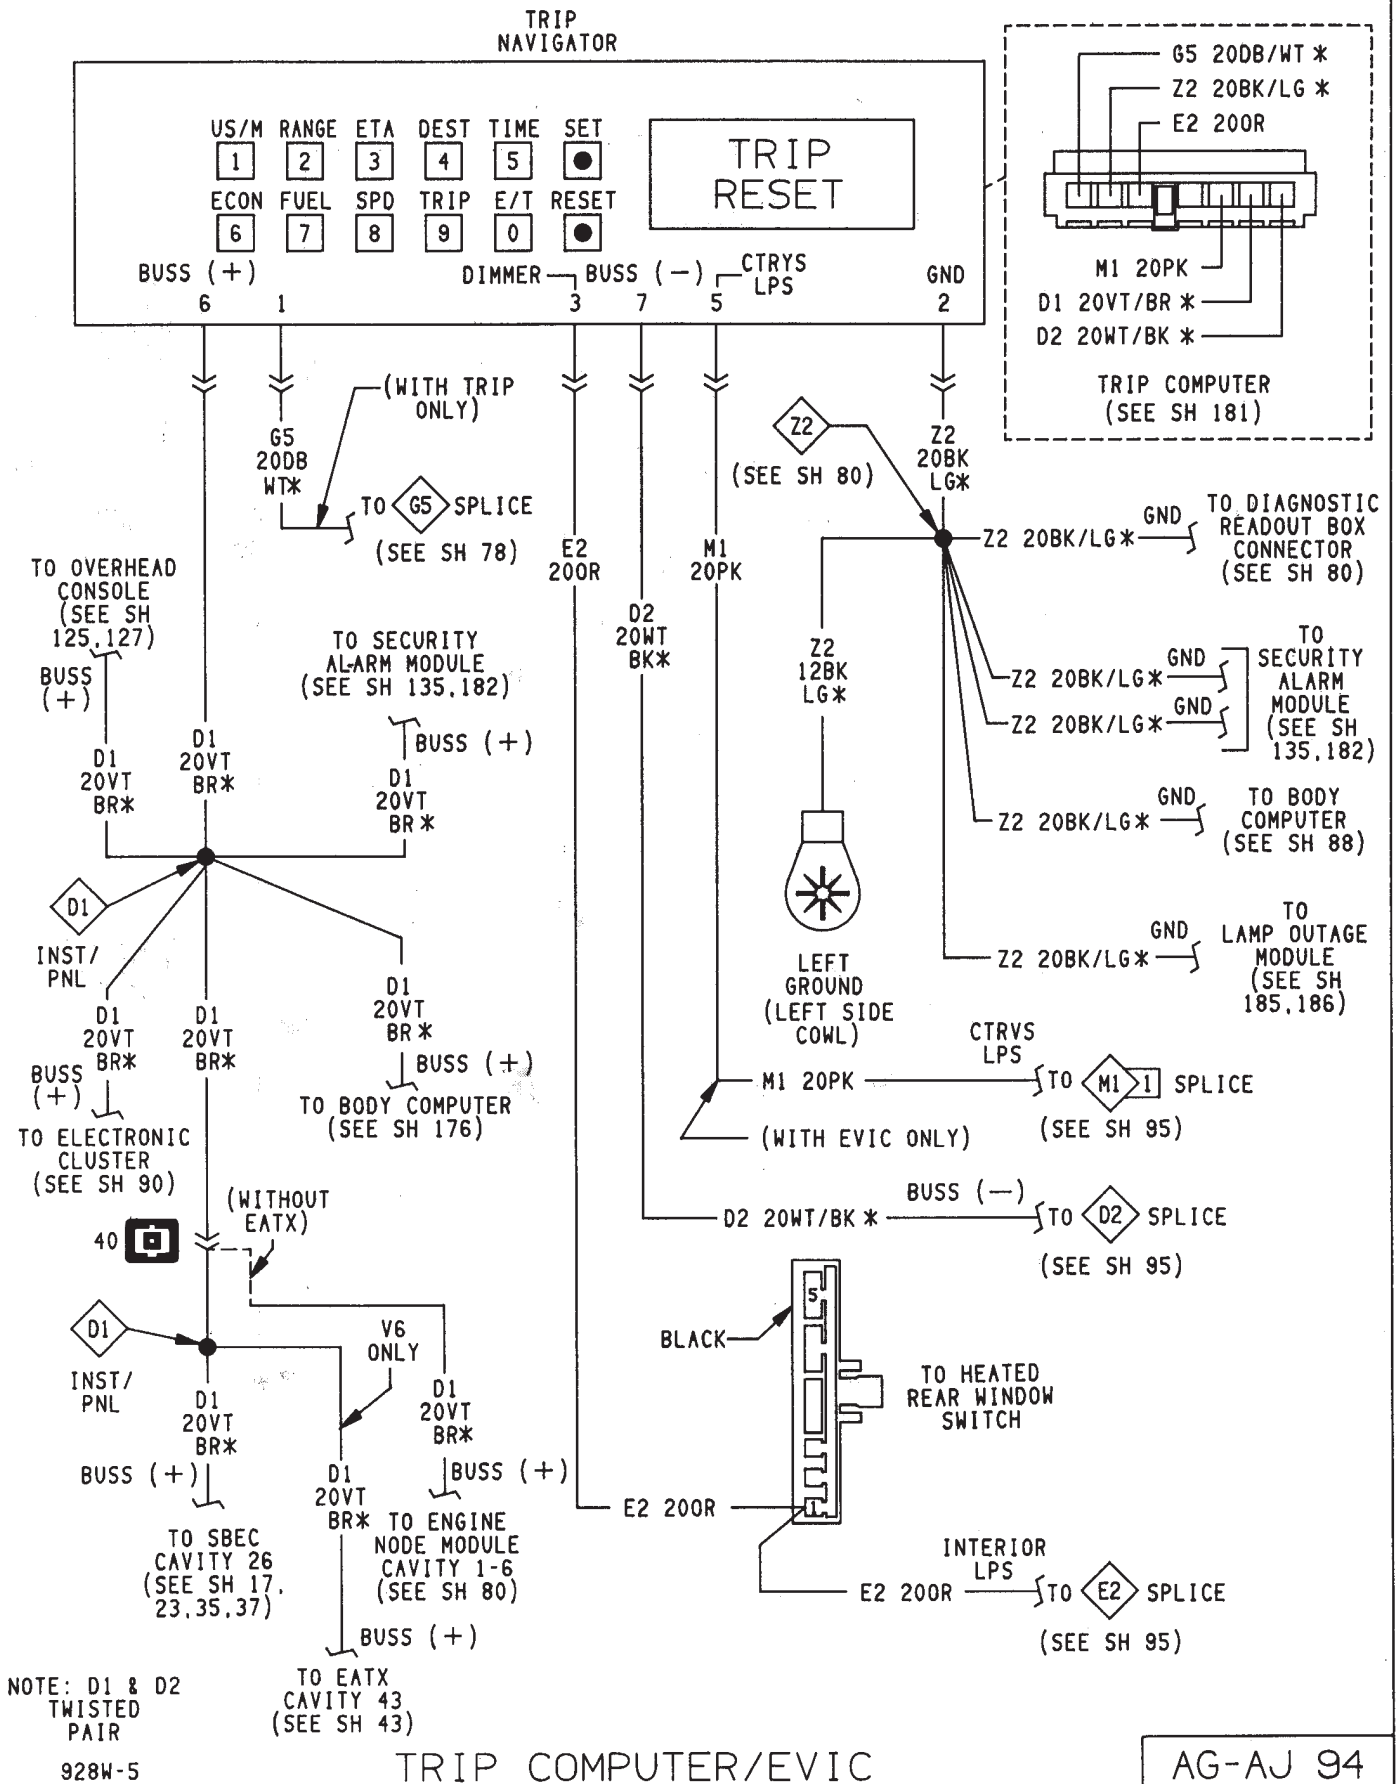 TRIP
NAVIGATOR
US/M RANGE ETA DEST TIME SET
1 2 3 4 5
ECON FUEL SPD TRIP E/T RESET
6 7 8 9 0
TRIP
RESET
BUSS (+)
DIMMER
BUSS (—)
CTRYS
LPS
GND
6 1 3 7 5 2
G5 20DB/WT *
Z2 20BK/LG *
E2 20OR
M1 20PK
D1 20VT/BR *
D2 20WT/BK *
TRIP COMPUTER
(SEE SH 181)
(WITH TRIP
ONLY)
G5
20DB
WT*
TO G5 SPLICE
(SEE SH 78)
Z2
(SEE SH 80)
Z2
20BK
LG*
E2
20OR
M1
20PK
D2
20WT
BK*
Z2 20BK/LG*
GND
TO DIAGNOSTIC
READOUT BOX
CONNECTOR
(SEE SH 80)
TO OVERHEAD
CONSOLE
(SEE SH
125,127)
BUSS
(+)
TO SECURITY
ALARM MODULE
(SEE SH 135,182)
BUSS (+)
D1
20VT
BR*
D1
20VT
BR*
D1
20VT
BR*
Z2
12BK
LG*
Z2 20BK/LG*
GND
Z2 20BK/LG*
GND
TO
SECURITY
ALARM
MODULE
(SEE SH
135,182)
Z2 20BK/LG*
GND
TO BODY
COMPUTER
(SEE SH 88)
D1
INST/
PNL
Z2 20BK/LG*
GND
TO
LAMP OUTAGE
MODULE
(SEE SH
185,186)
LEFT
GROUND
(LEFT SIDE
COWL)
D1
20VT
BR*
D1
20VT
BR*
D1
20VT
BR*
BUSS
(+)
BUSS (+)
TO ELECTRONIC
CLUSTER
(SEE SH 90)
TO BODY COMPUTER
(SEE SH 176)
M1 20PK
CTRVS
LPS
TO M1 1 SPLICE
(SEE SH 95)
(WITH EVIC ONLY)
D2 20WT/BK *
BUSS (—)
TO D2 SPLICE
(SEE SH 95)
40
(WITHOUT
EATX)
D1
INST/
PNL
V6
ONLY
BLACK
5
1
TO HEATED
REAR WINDOW
SWITCH
D1
20VT
BR*
BUSS (+)
TO SBEC
CAVITY 26
(SEE SH 17,
23,35,37)
D1
20VT
BR*
BUSS (+)
TO ENGINE
NODE MODULE
CAVITY 1-6
(SEE SH 80)
D1
20VT
BR*
BUSS (+)
TO EATX
CAVITY 43
(SEE SH 43)
E2 20OR
E2 20OR
INTERIOR
LPS
TO E2 SPLICE
(SEE SH 95)
NOTE: D1 & D2
TWISTED
PAIR
928W-5
TRIP COMPUTER/EVIC
AG-AJ 94